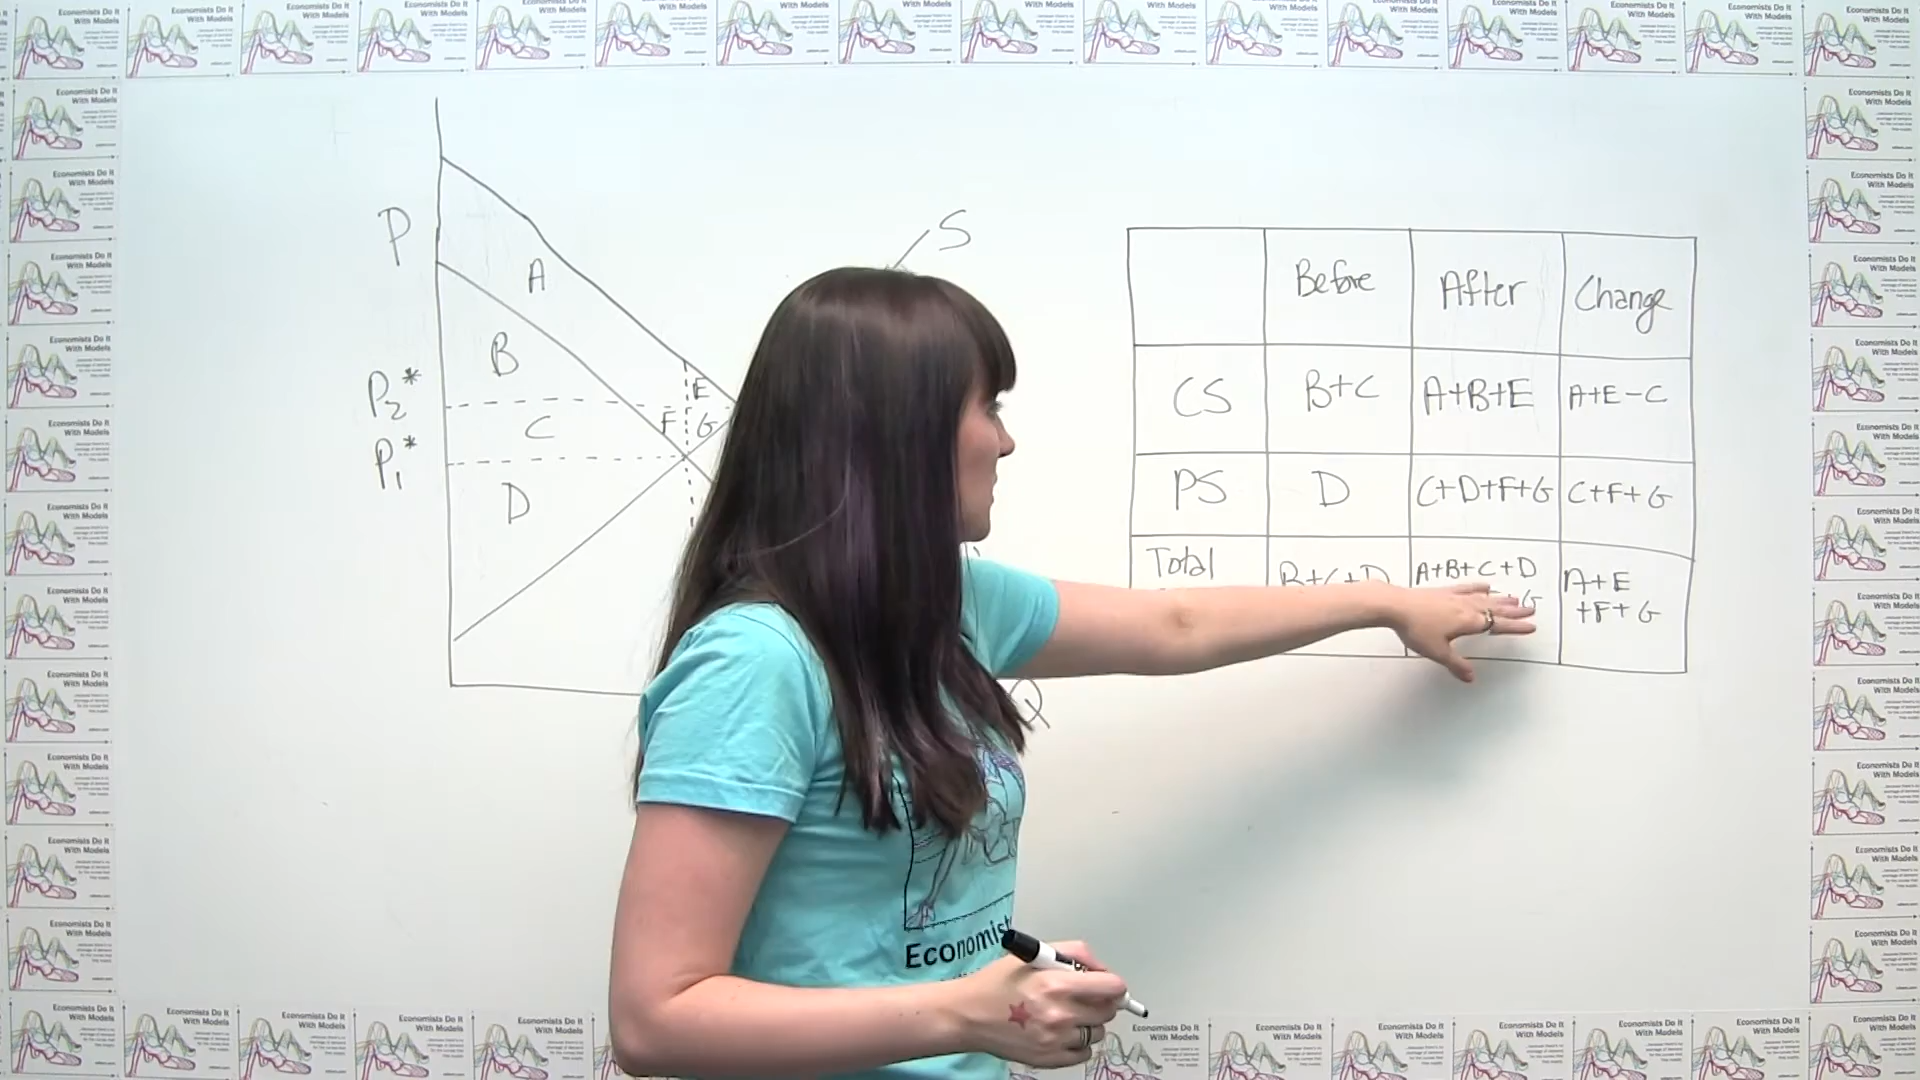 Economists Do It
With Models
P
A
S
B
E
P2*
F G
C
P1*
D
Q
Before After Change
CS B+C A+B+E A+E-C
PS D C+D+F+G C+F+G
Total B+C+D A+B+C+D A+E
+G +F+G
Economist